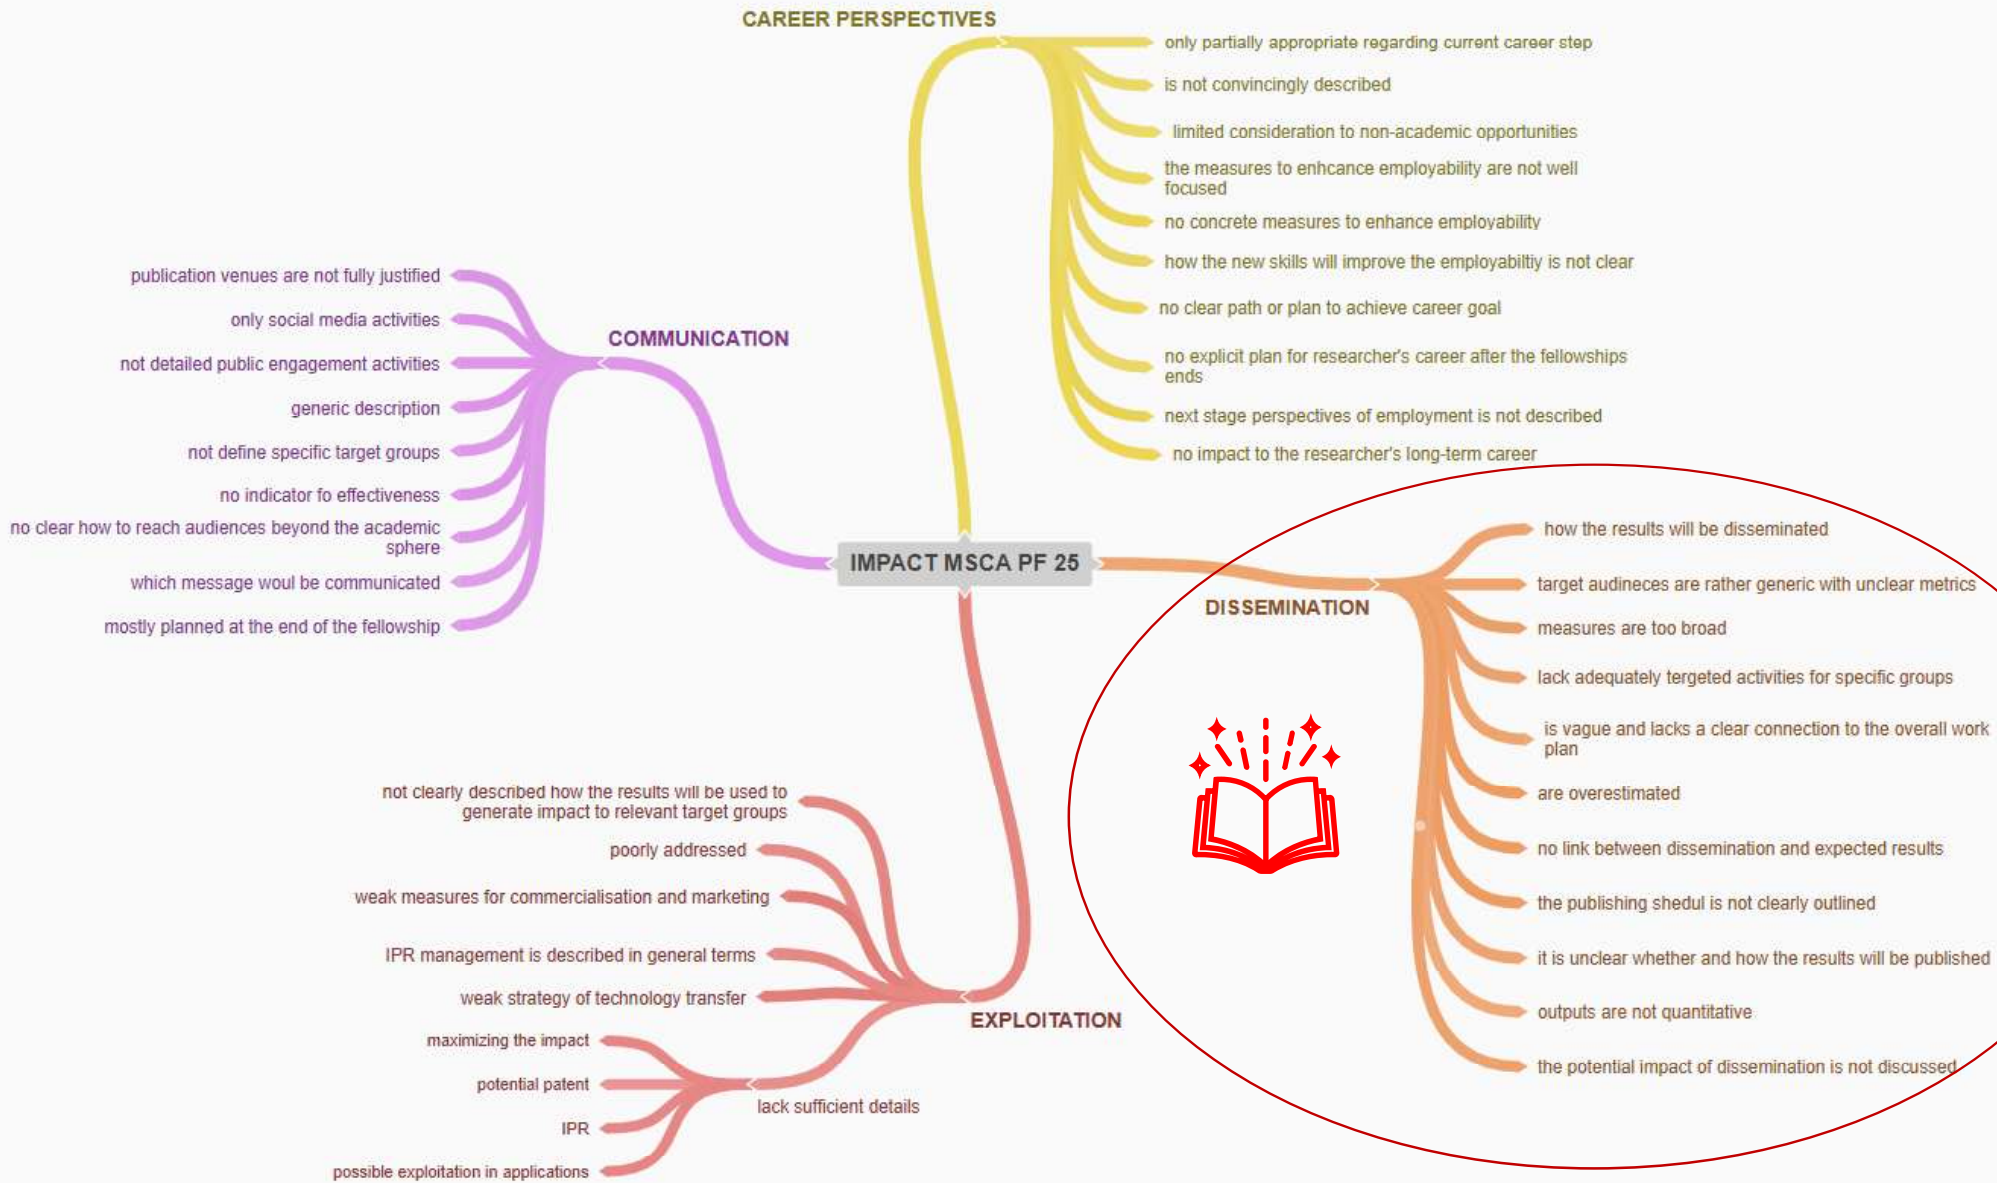 CAREER PERSPECTIVES
only partially appropriate regarding current career step
is not convincingly described
limited consideration to non-academic opportunities
the measures to enhcance employability are not well
focused
no concrete measures to enhance employability
how the new skills will improve the employabiltiy is not clear
no clear path or plan to achieve career goal
no explicit plan for researcher's career after the fellowships
ends
next stage perspectives of employment is not described
no impact to the researcher's long-term career
COMMUNICATION
publication venues are not fully justified
only social media activities
not detailed public engagement activities
generic description
not define specific target groups
no indicator fo effectiveness
no clear how to reach audiences beyond the academic
sphere
which message woul be communicated
mostly planned at the end of the fellowship
IMPACT MSCA PF 25
DISSEMINATION
how the results will be disseminated
target audineces are rather generic with unclear metrics
measures are too broad
lack adequately tergeted activities for specific groups
is vague and lacks a clear connection to the overall work
plan
are overestimated
no link between dissemination and expected results
the publishing shedul is not clearly outlined
it is unclear whether and how the results will be published
outputs are not quantitative
the potential impact of dissemination is not discussed
EXPLOITATION
not clearly described how the results will be used to
generate impact to relevant target groups
poorly addressed
weak measures for commercialisation and marketing
IPR management is described in general terms
weak strategy of technology transfer
lack sufficient details
maximizing the impact
potential patent
IPR
possible exploitation in applications